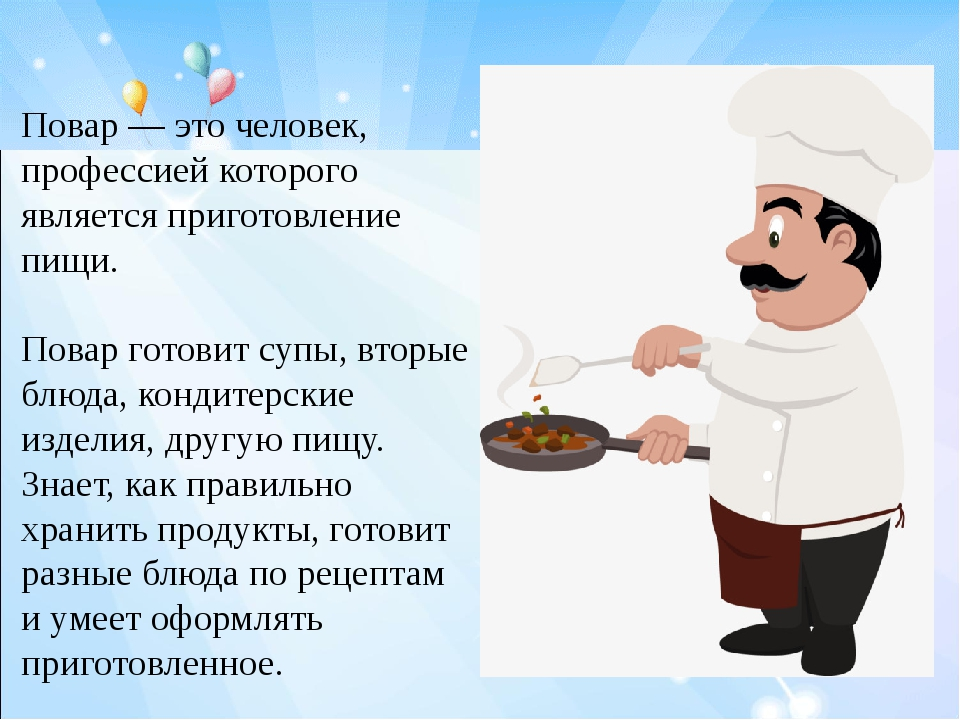 Повар — это человек,
профессией которого
является приготовление
пищи.
Повар готовит супы, вторые
блюда, кондитерские
изделия, другую пищу.
Знает, как правильно
хранить продукты, готовит
разные блюда по рецептам
и умеет оформлять
приготовленное.